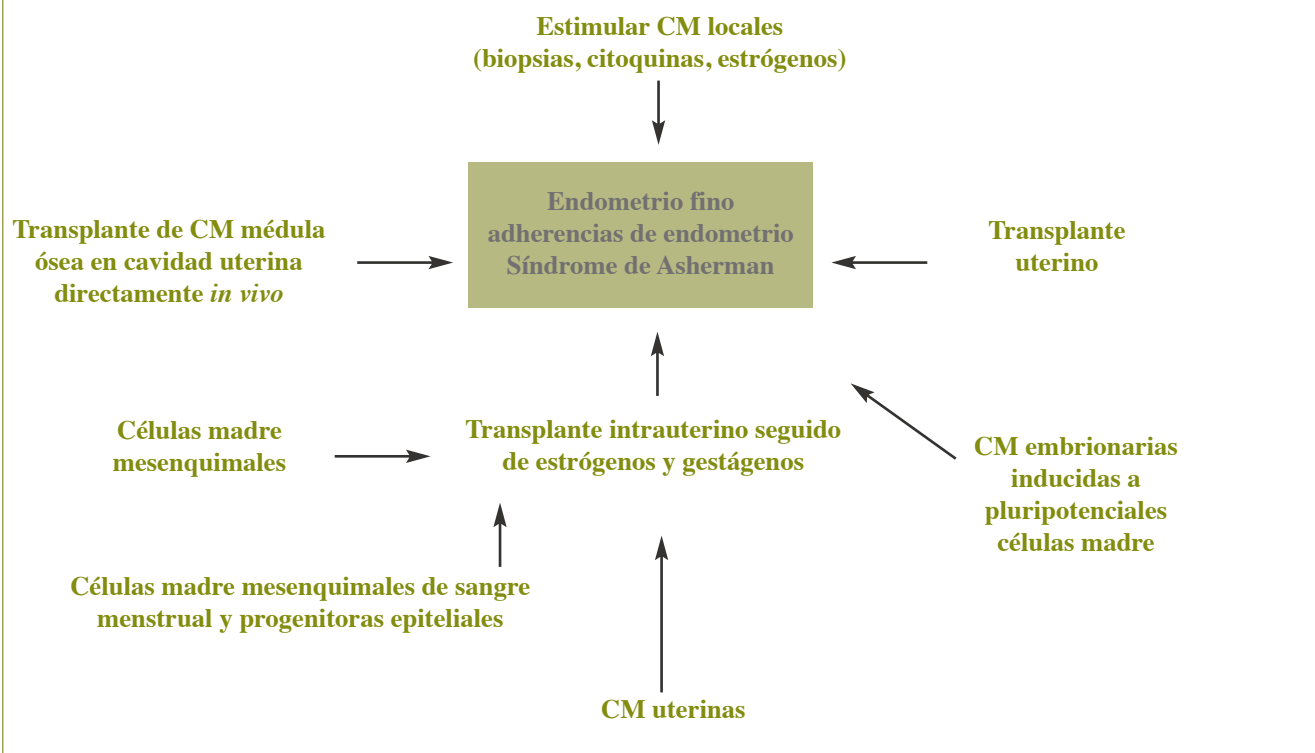 Estimular CM locales
(biopsias, citoquinas, estrógenos)
Endometrio fino
adherencias de endometrio
Síndrome de Asherman
Transplante de CM médula
ósea en cavidad uterina
directamente in vivo
Transplante
uterino
Células madre
mesenquimales
Transplante intrauterino seguido
de estrógenos y gestágenos
CM embrionarias
inducidas a
pluripotenciales
células madre
Células madre mesenquimales de sangre
menstrual y progenitoras epiteliales
CM uterinas